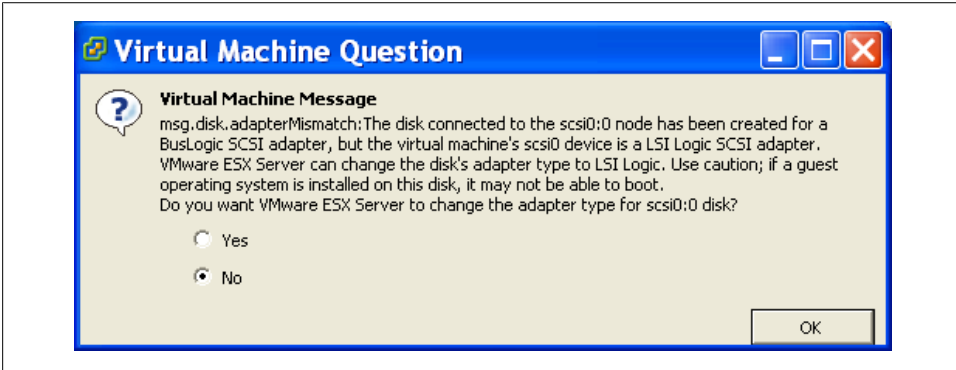 Virtual Machine Question
Virtual Machine Message
msg.disk.adapterMismatch:The disk connected to the scsi0:0 node has been created for a
BusLogic SCSI adapter, but the virtual machine's scsi0 device is a LSI Logic SCSI adapter.
VMware ESX Server can change the disk's adapter type to LSI Logic. Use caution; if a guest
operating system is installed on this disk, it may not be able to boot.
Do you want VMware ESX Server to change the adapter type for scsi0:0 disk?
Yes
No
OK